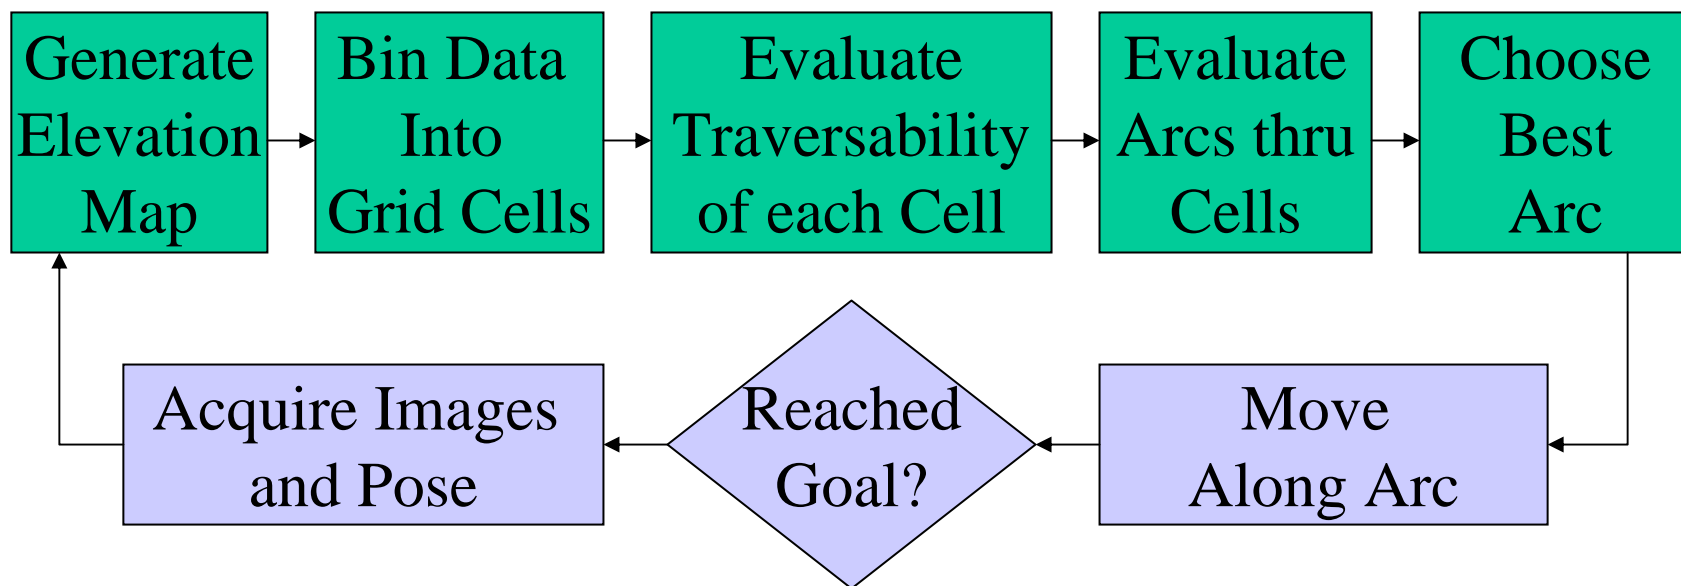 Generate
Elevation
Map
Bin Data
Into
Grid Cells
Evaluate
Traversability
of each Cell
Evaluate
Arcs thru
Cells
Choose
Best
Arc
Acquire Images
and Pose
Reached
Goal?
Move
Along Arc